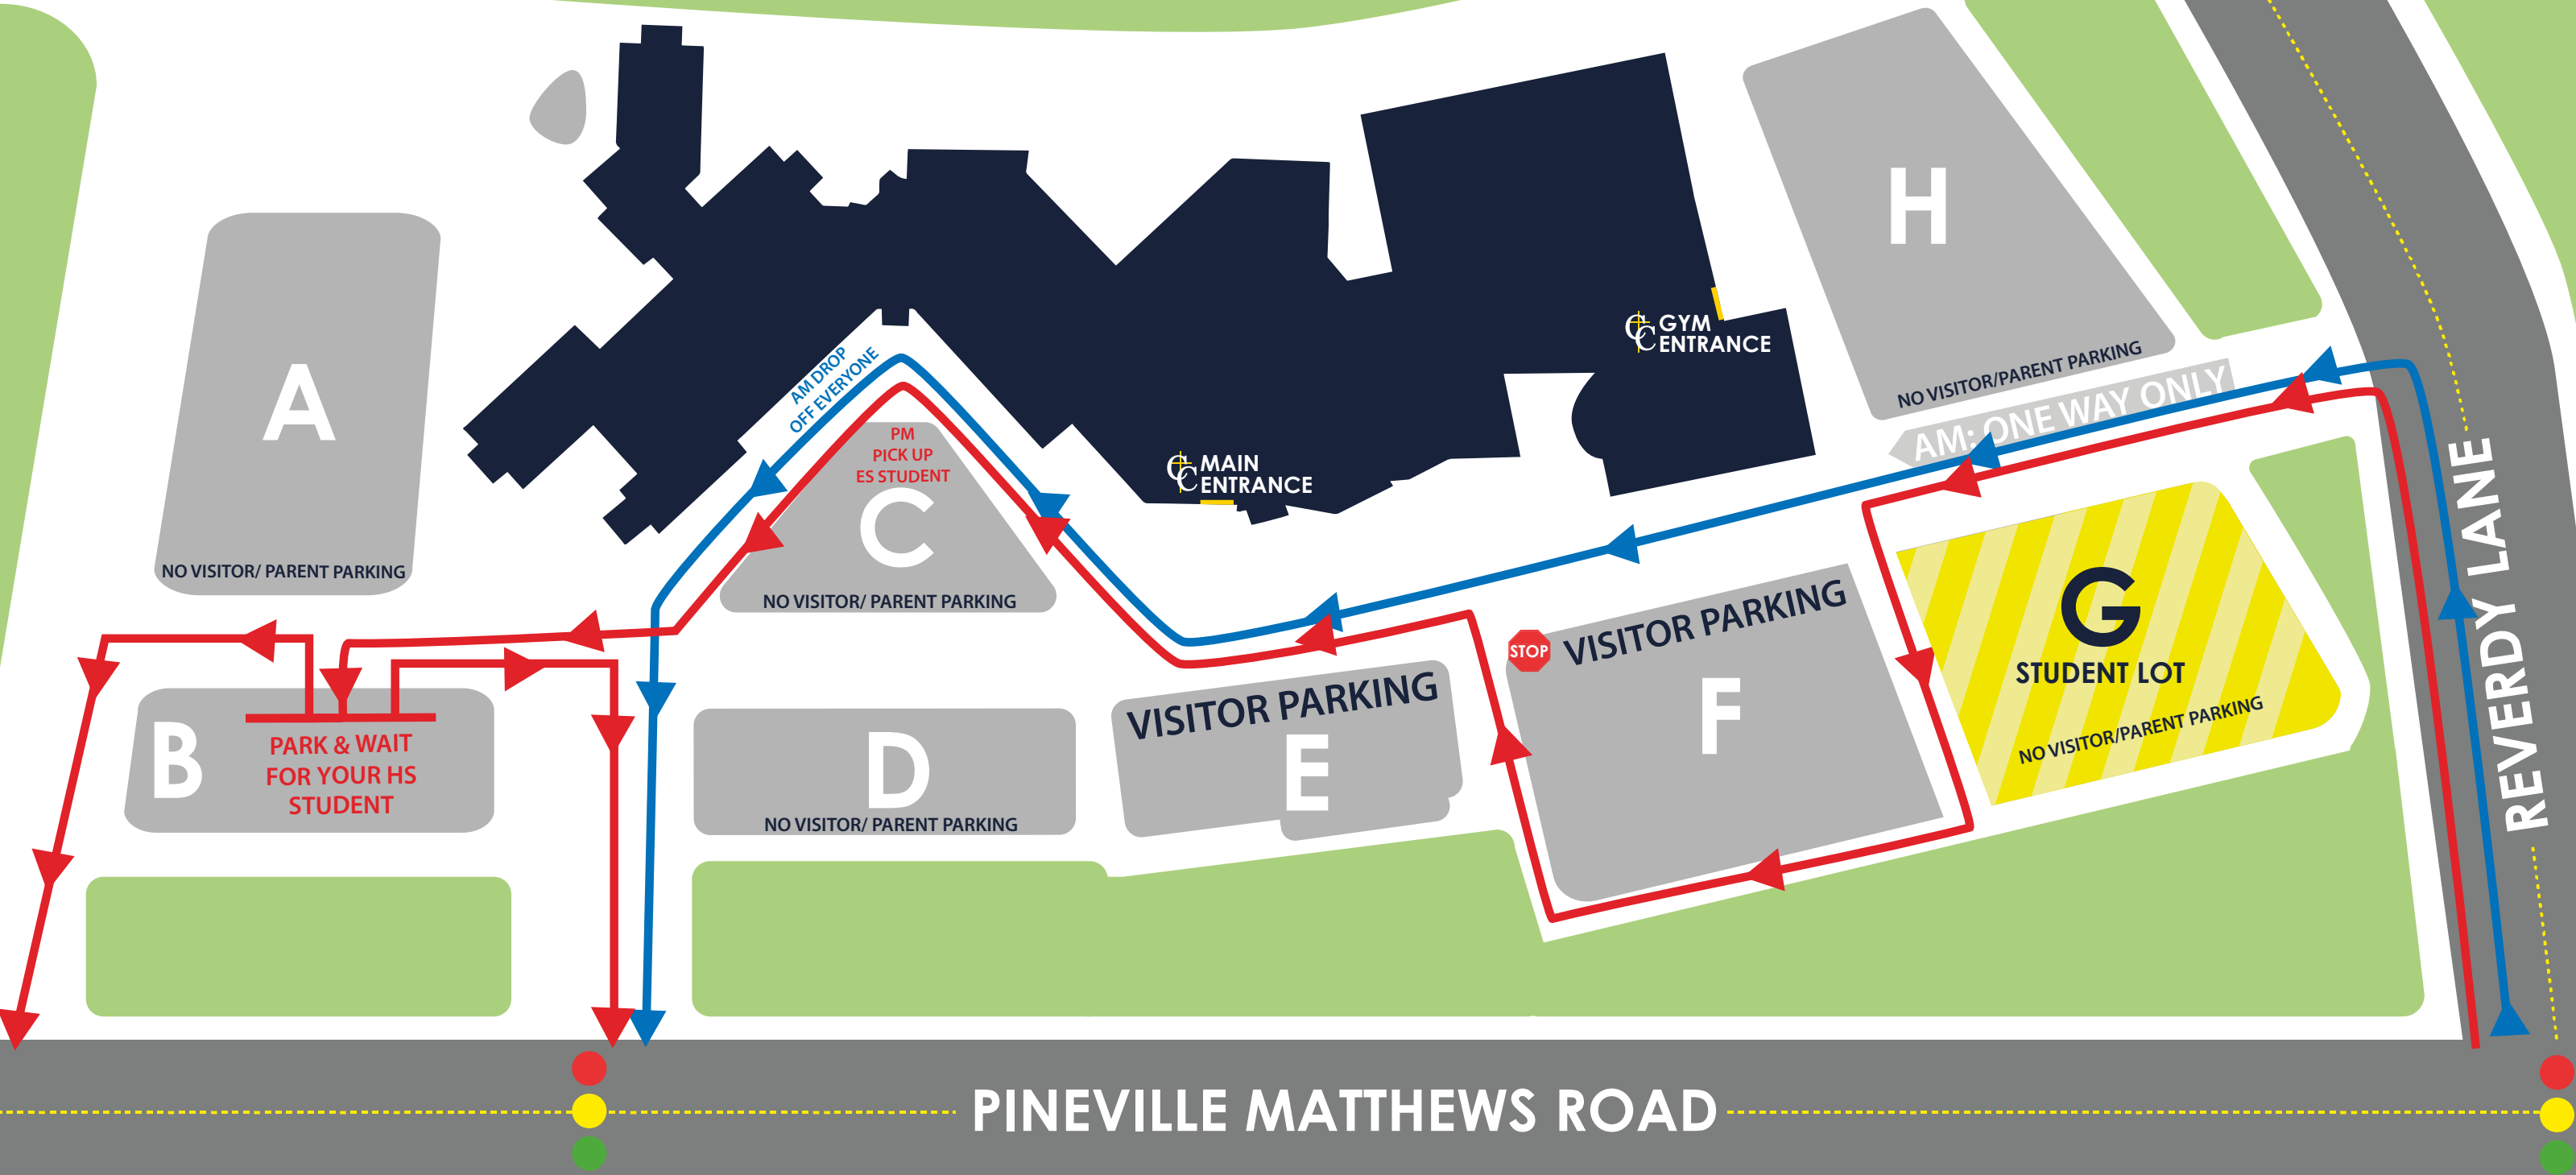 H
NO VISITOR/PARENT PARKING
AM: ONE WAY ONLY
GYM
ENTRANCE
MAIN
ENTRANCE
AM DROP
OFF EVERYONE
PM
PICK UP
ES STUDENT
C
NO VISITOR/ PARENT PARKING
A
NO VISITOR/ PARENT PARKING
B
PARK & WAIT
FOR YOUR HS
STUDENT
D
NO VISITOR/ PARENT PARKING
VISITOR PARKING
E
STOP
VISITOR PARKING
F
G
STUDENT LOT
NO VISITOR/PARENT PARKING
REVERDY LANE
PINEVILLE MATTHEWS ROAD